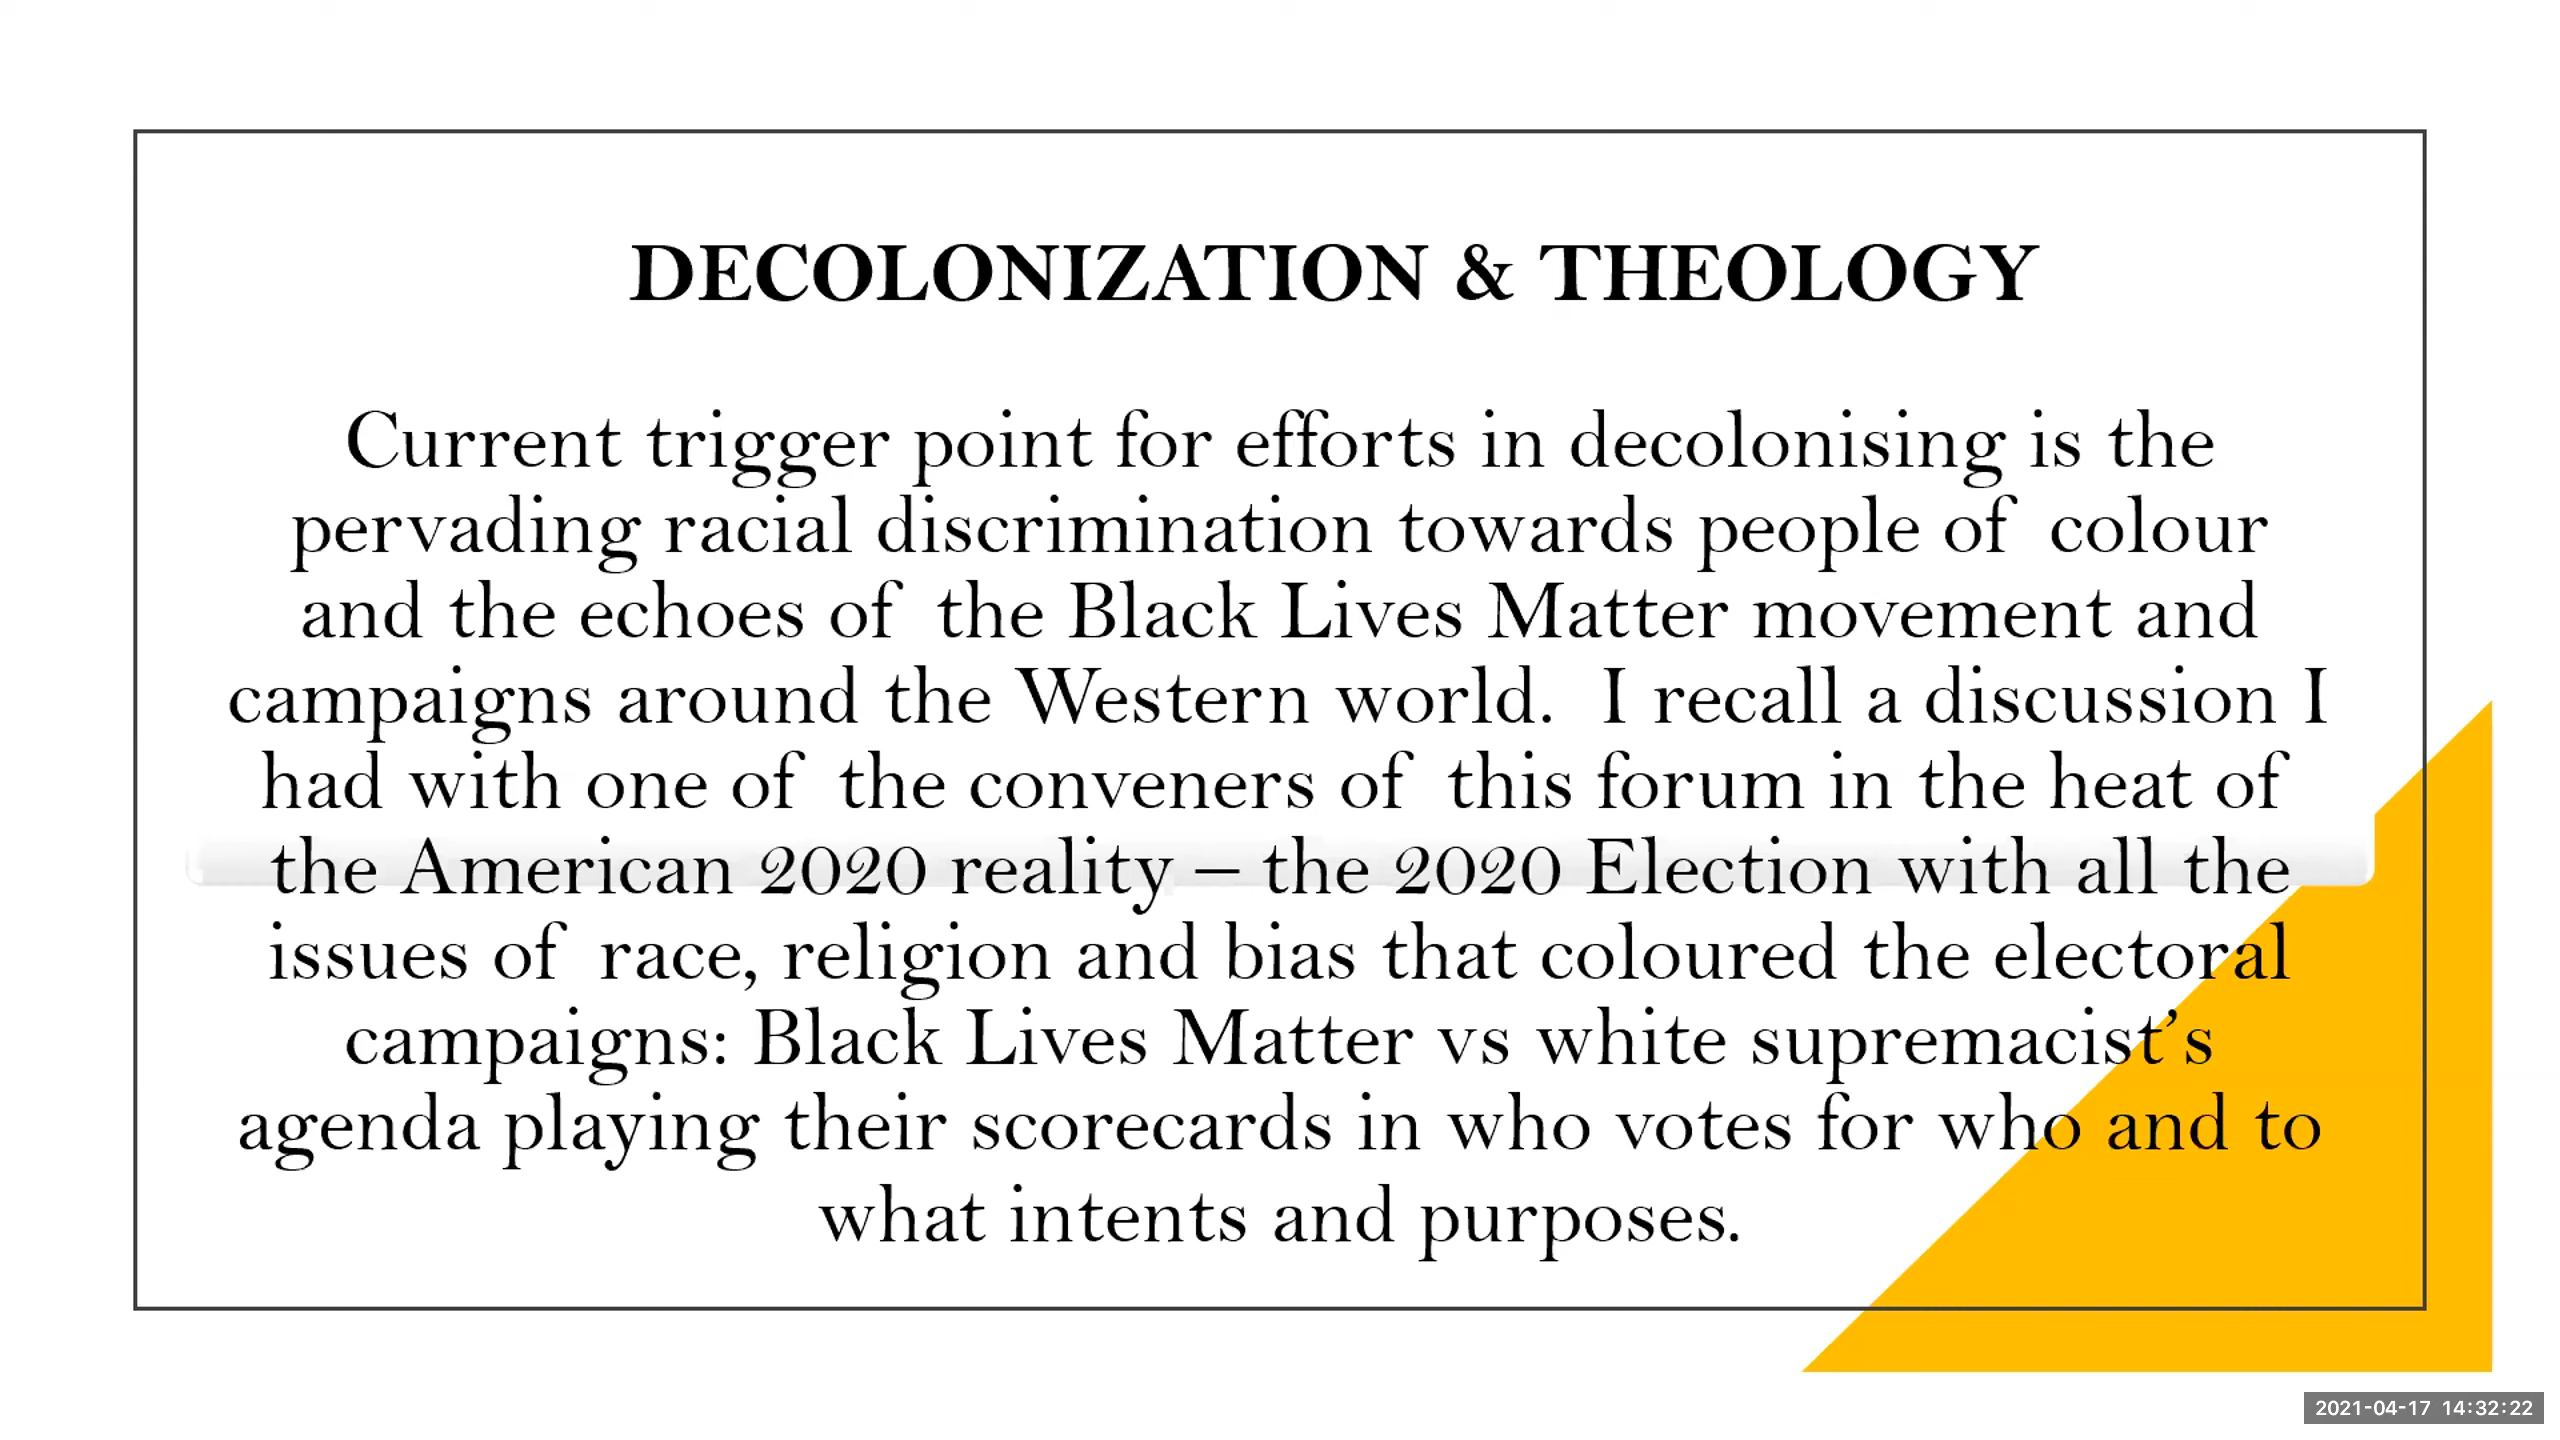 DECOLONIZATION & THEOLOGY
Current trigger point for efforts in decolonising is the
pervading racial discrimination towards people of colour
and the echoes of the Black Lives Matter movement and
campaigns around the Western world. I recall a discussion I
had with one of the conveners of this forum in the heat of
the American 2020 reality – the 2020 Election with all the
issues of race, religion and bias that coloured the electoral
campaigns: Black Lives Matter vs white supremacist’s
agenda playing their scorecards in who votes for who and to
what intents and purposes.
2021-04-17 14:32:22